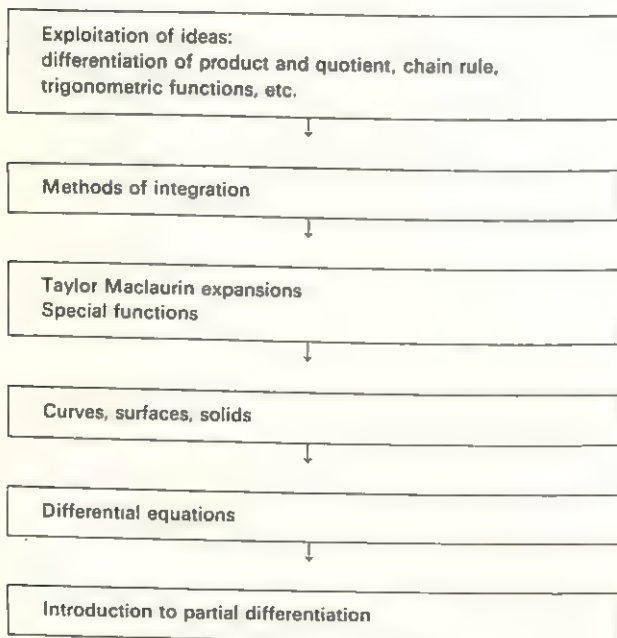 Exploitation of ideas:
differentiation of product and quotient, chain rule,
trigonometric functions, etc.
Methods of integration
Taylor Maclaurin expansions
Special functions
Curves, surfaces, solids
Differential equations
Introduction to partial differentiation